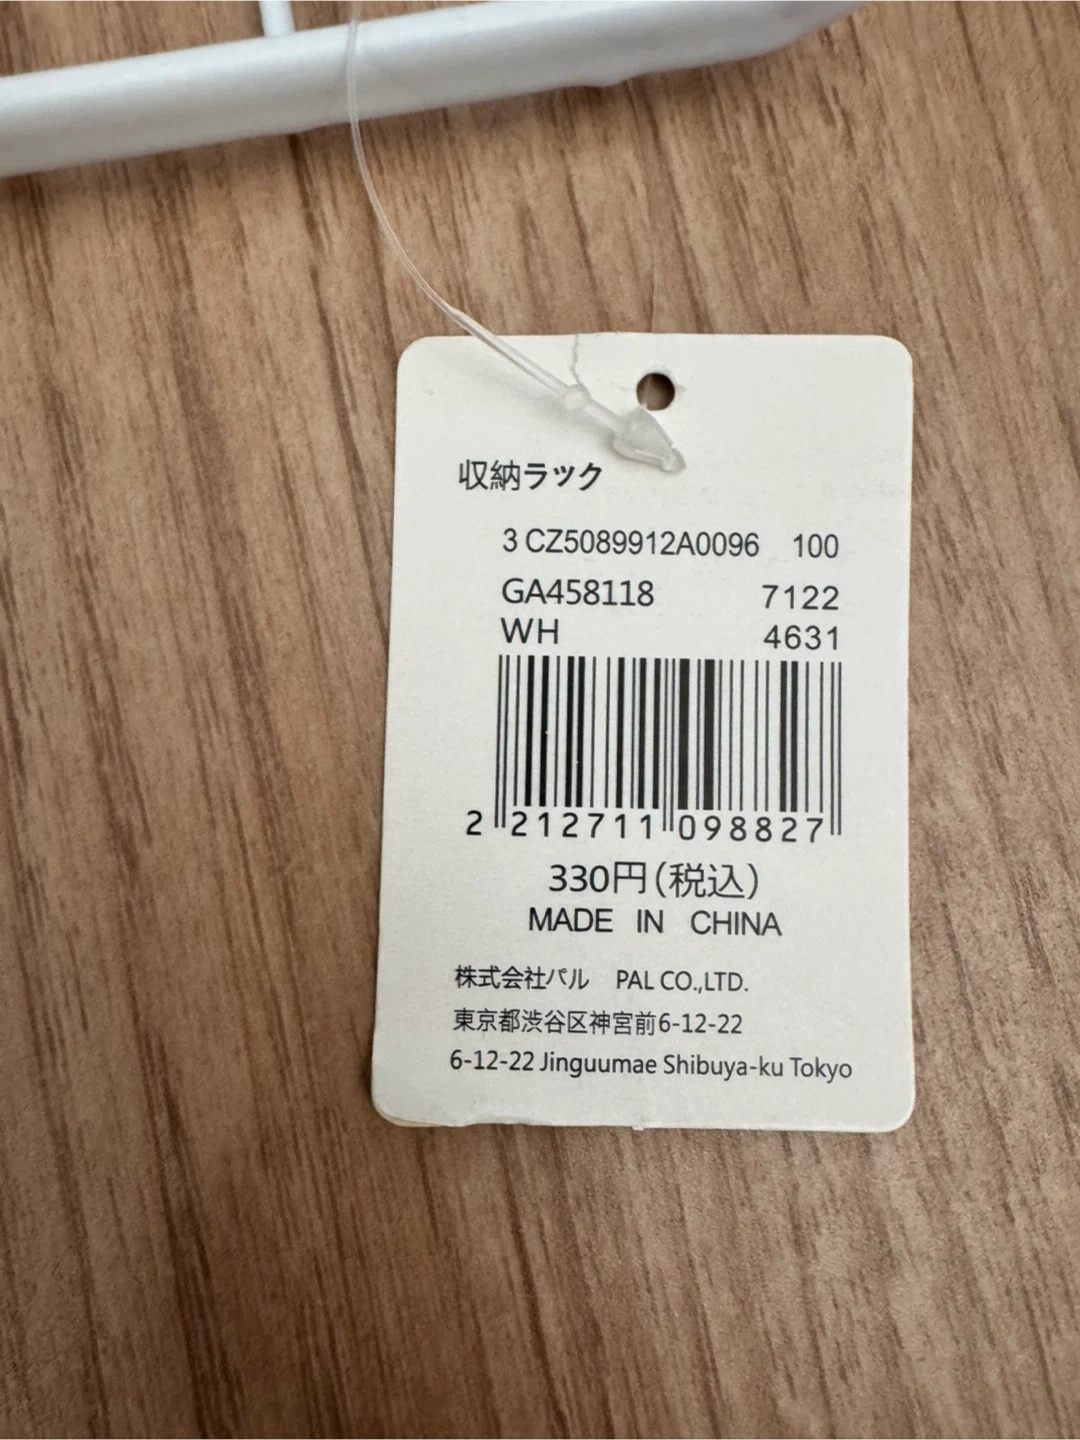 収納ラック
3 CZ5089912A0096 100
GA458118 7122
WH 4631
2 212711 098827
330円(税込)
MADE IN CHINA
株式会社パル PAL CO.,LTD.
東京都渋谷区神宮前6-12-22
6-12-22 Jinguumae Shibuya-ku Tokyo